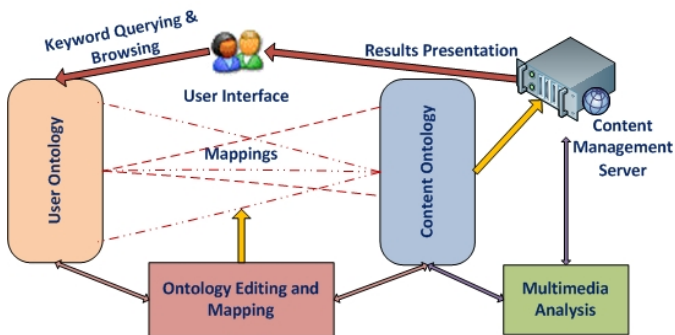 Keyword Querying &
Browsing
Results Presentation
User Interface
User Ontology
Mappings
Content Ontology
Content
Management
Server
Ontology Editing and
Mapping
Multimedia
Analysis